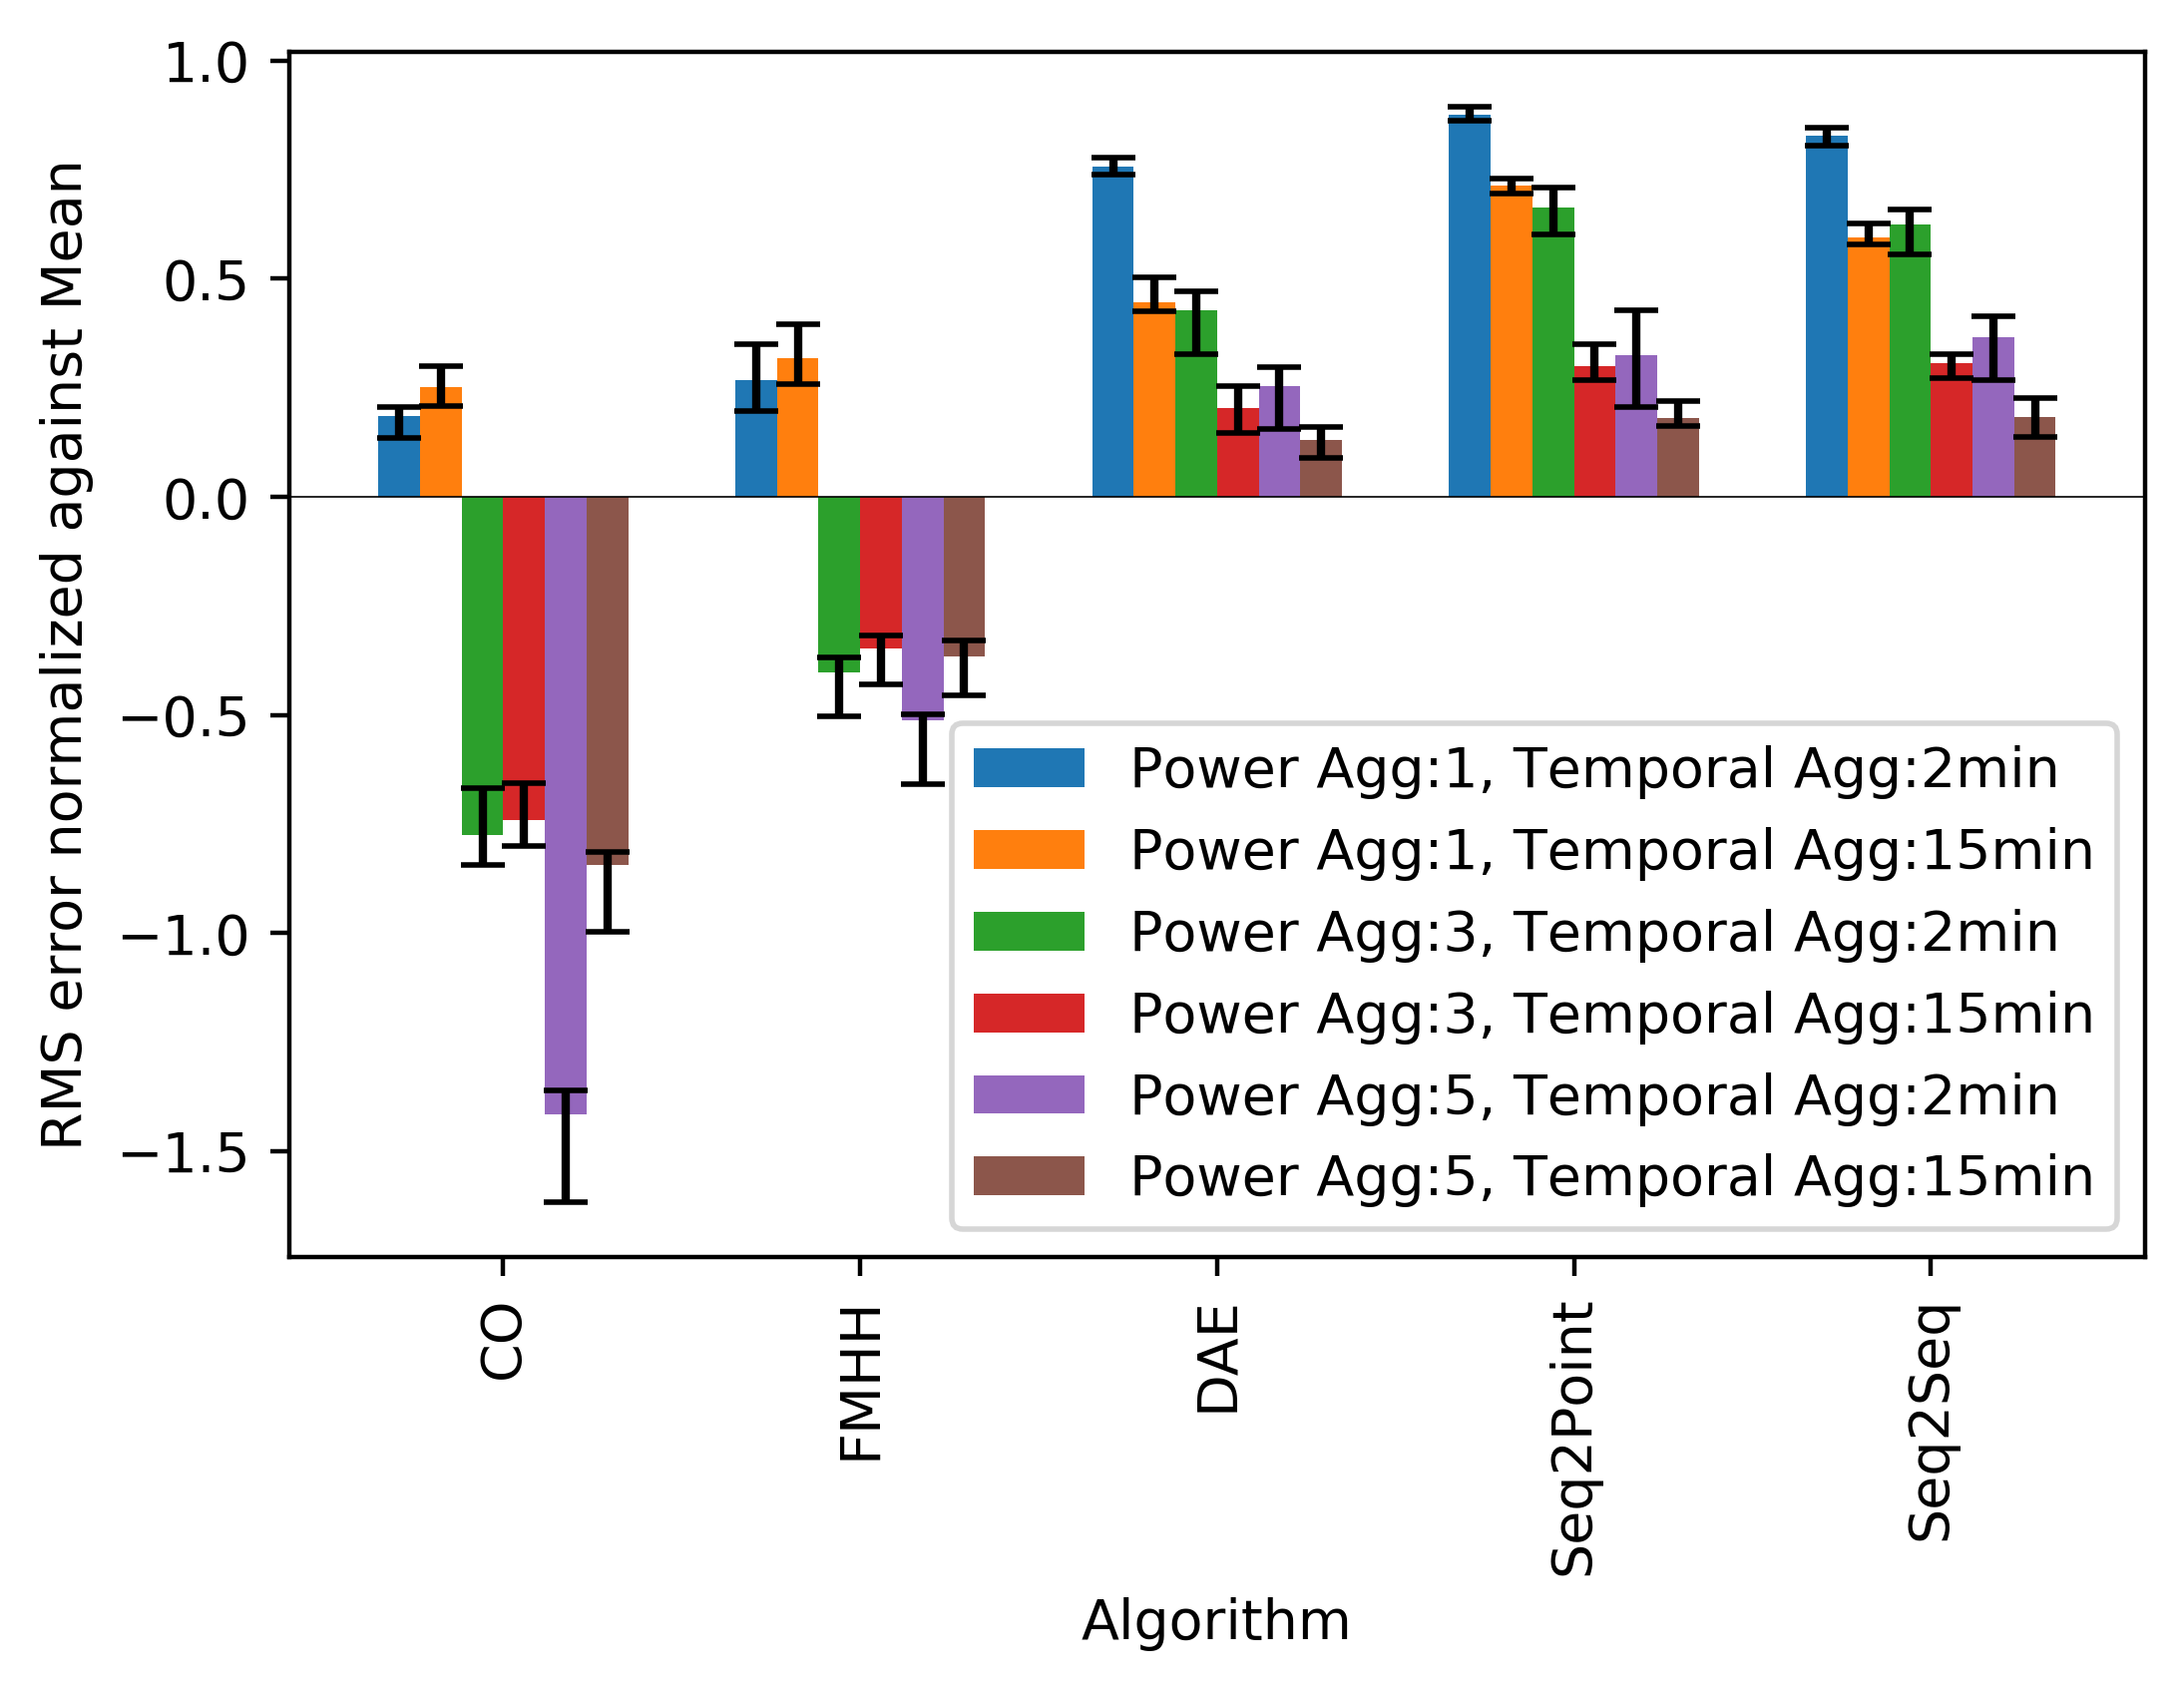 RMS error normalized against Mean
1.0
0.5
0.0
−0.5
−1.0
−1.5
Power Agg:1, Temporal Agg:2min
Power Agg:1, Temporal Agg:15min
Power Agg:3, Temporal Agg:2min
Power Agg:3, Temporal Agg:15min
Power Agg:5, Temporal Agg:2min
Power Agg:5, Temporal Agg:15min
CO
FMHH
DAE
Seq2Point
Seq2Seq
Algorithm